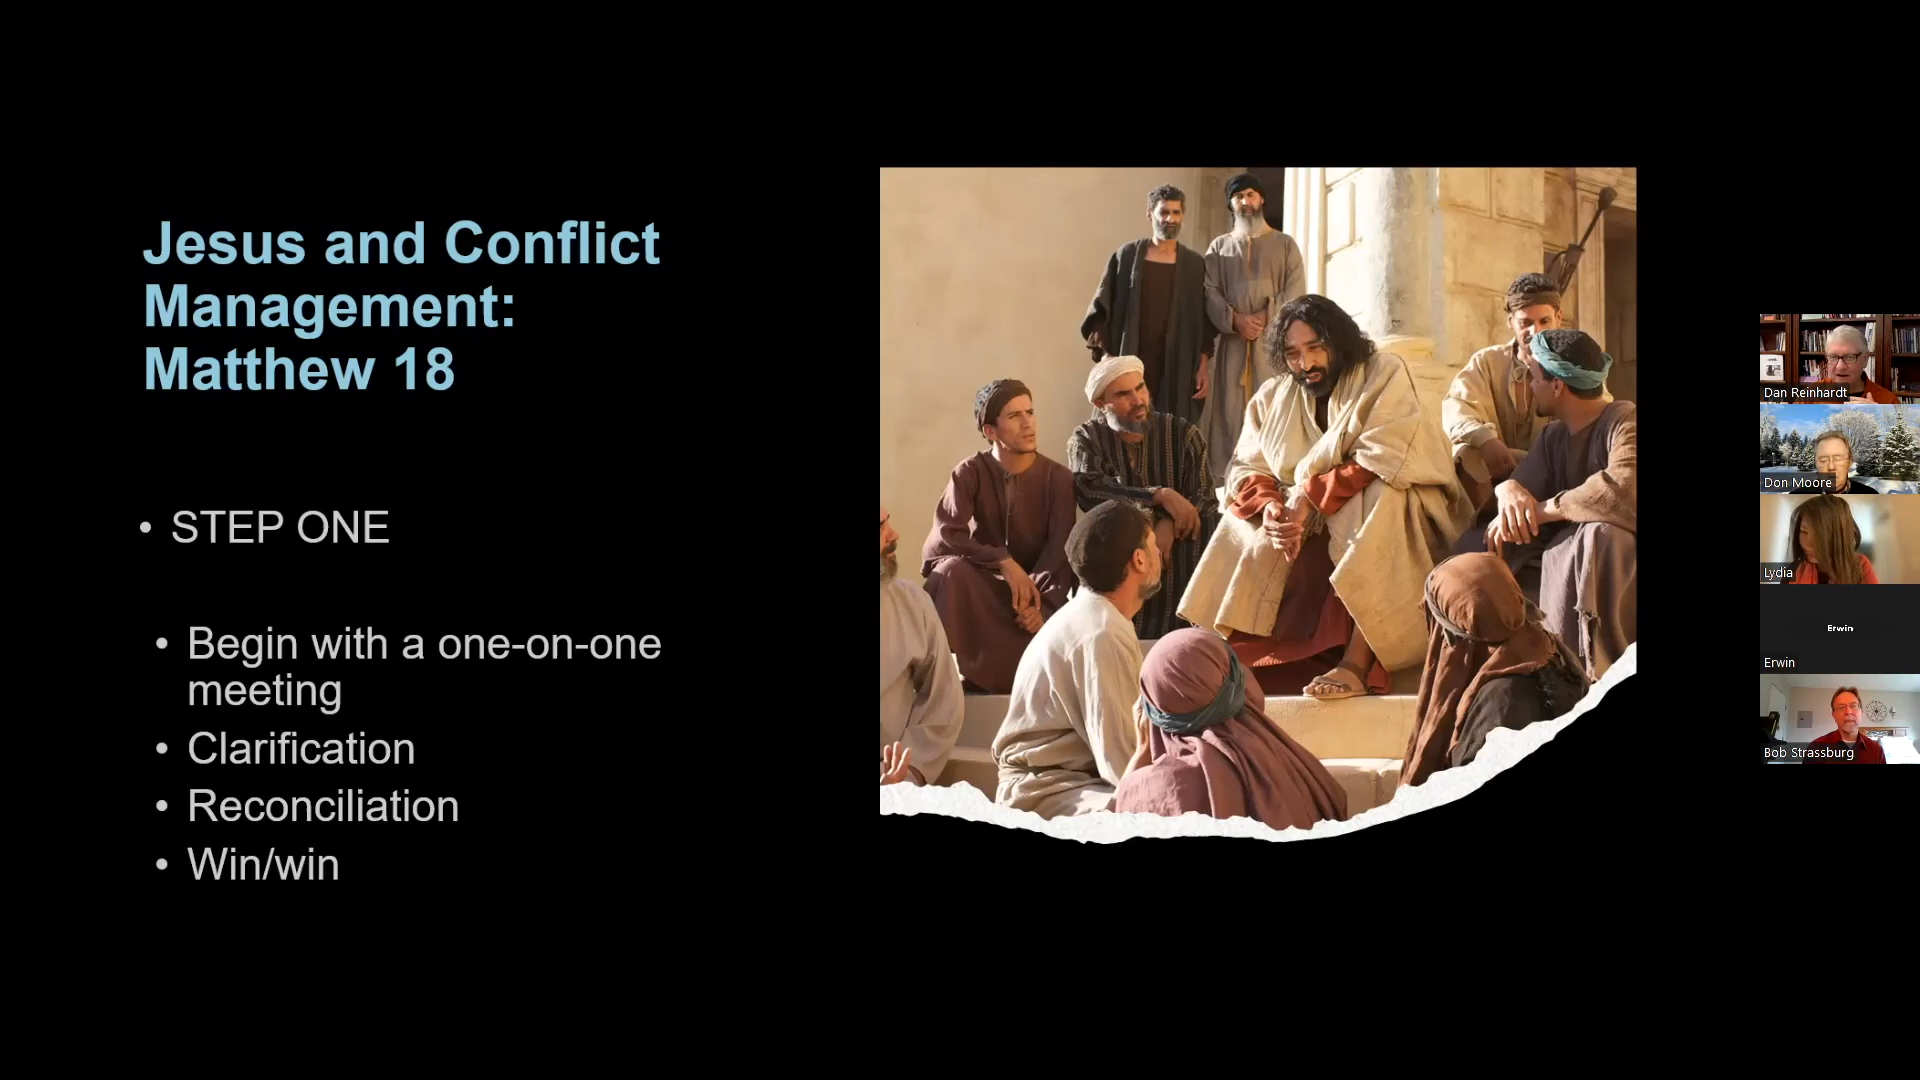 Jesus and Conflict
Management:
Matthew 18
• STEP ONE
• Begin with a one-on-one
meeting
• Clarification
• Reconciliation
• Win/win
Dan Reinhardt
Don Moore
Lydia
Erwin
Erwin
Bob Strassburg